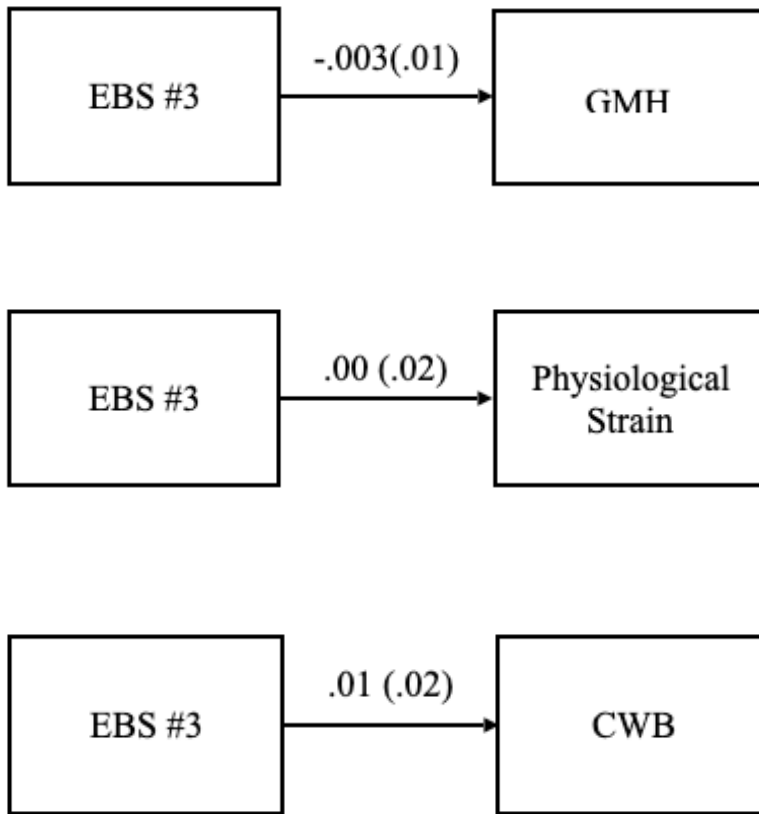 EBS #3
-.003(.01)
GMH
EBS #3
.00 (.02)
Physiological
Strain
EBS #3
.01 (.02)
CWB